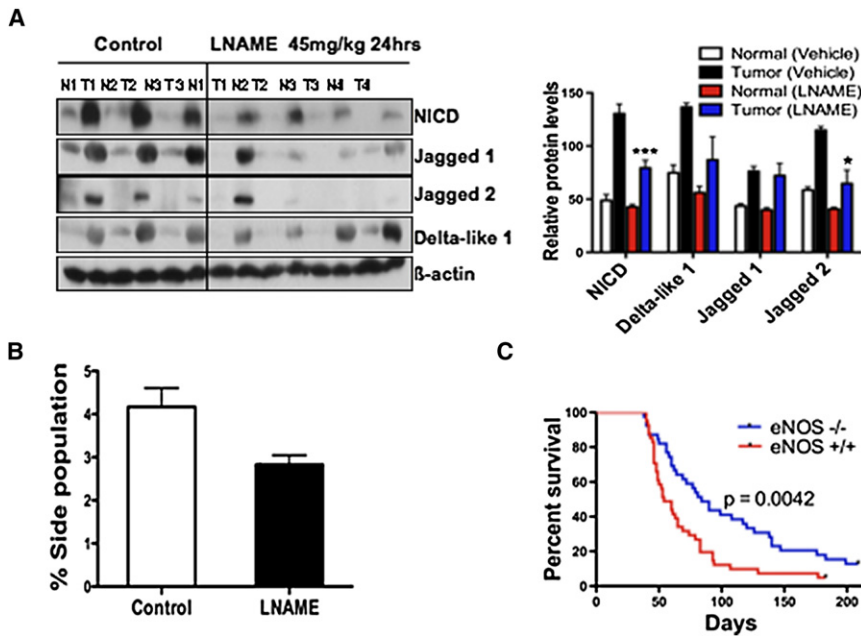 A
Control LNAME 45mg/kg 24hrs
N1 T1 N2 T2 N3 T3 N1 T1 N2 T2 N3 T3 N4 T4
NICD
Jagged 1
Jagged 2
Delta-like 1
ß-actin
Normal (Vehicle)
Tumor (Vehicle)
Normal (LNAME)
Tumor (LNAME)
Relative protein levels
150
100
50
0
***
*
NICD
Delta-like 1
Jagged 1
Jagged 2
B
% Side population
5
4
3
2
1
0
Control LNAME
C
Percent survival
100
80
60
40
20
0
eNOS -/-
eNOS +/+
p = 0.0042
0 50 100 150 200
Days